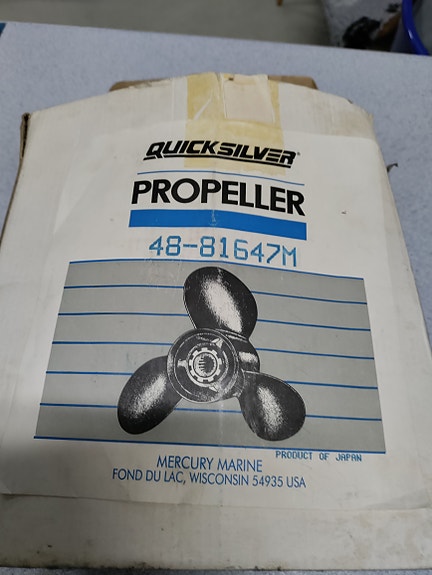 QUICKSILVER®
PROPELLER
48-81647M
PRODUCT OF JAPAN
MERCURY MARINE
FOND DU LAC, WISCONSIN 54935 USA